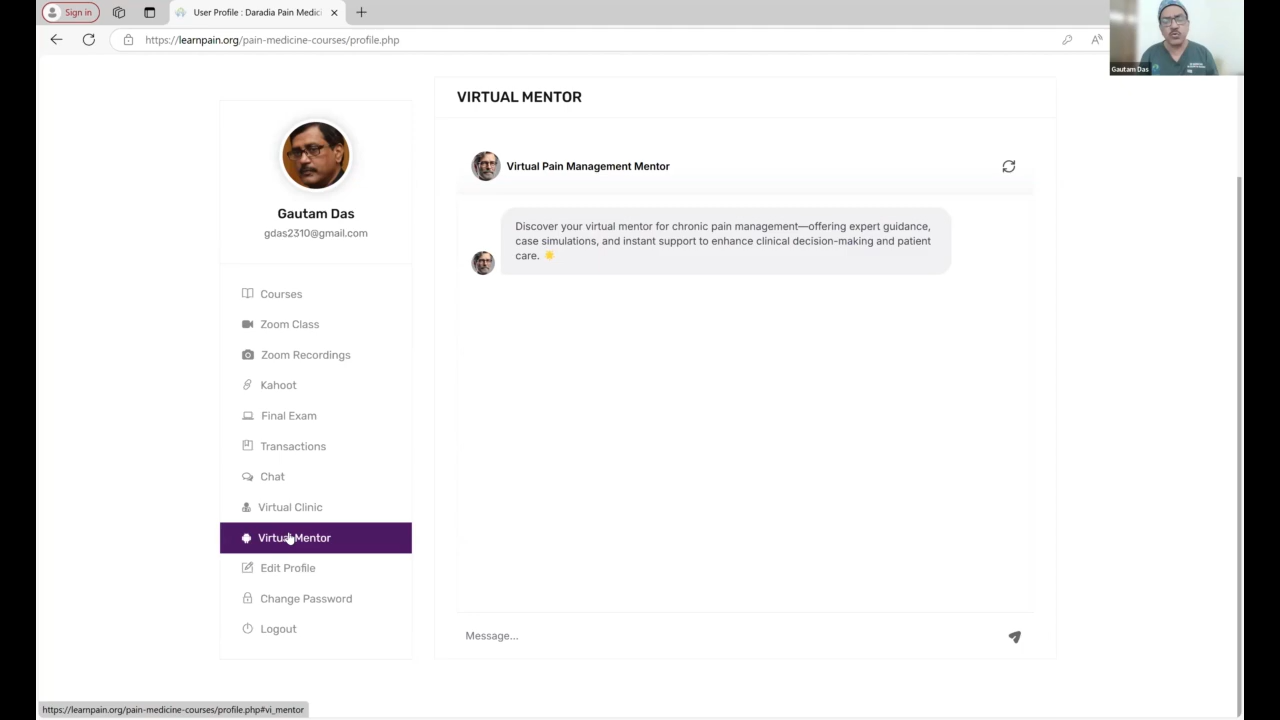 Sign in
User Profile : Daradia Pain Medici
https://learnpain.org/pain-medicine-courses/profile.php
Gautam Das
VIRTUAL MENTOR
Virtual Pain Management Mentor
Gautam Das
gdas2310@gmail.com
Discover your virtual mentor for chronic pain management—offering expert guidance,
case simulations, and instant support to enhance clinical decision-making and patient
care. ☀️
Courses
Zoom Class
Zoom Recordings
Kahoot
Final Exam
Transactions
Chat
Virtual Clinic
Virtual Mentor
Edit Profile
Change Password
Logout
Message...
https://learnpain.org/pain-medicine-courses/profile.php#vi_mentor